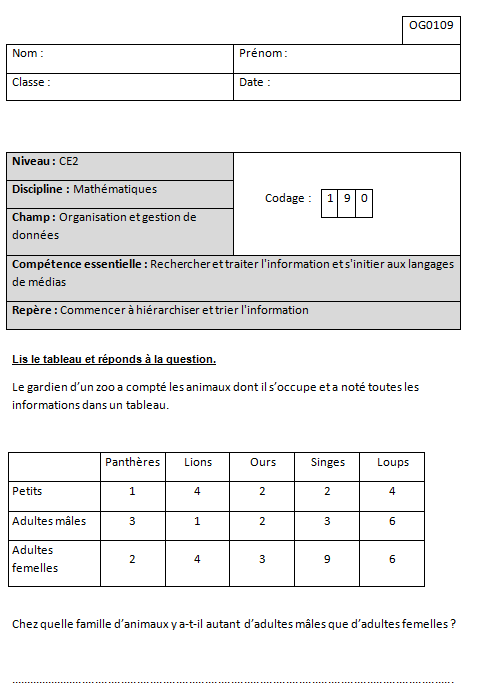 OG0109
Nom : Prénom :
Classe : Date :
Niveau : CE2
Discipline : Mathématiques
Codage : 1 9 0
Champ : Organisation et gestion de
données
Compétence essentielle : Rechercher et traiter l'information et s'initier aux langages
de médias
Repère : Commencer à hiérarchiser et trier l'information
Lis le tableau et réponds à la question.
Le gardien d'un zoo a compté les animaux dont il s'occupe et a noté toutes les
informations dans un tableau.
Panthères Lions Ours Singes Loups
Petits 1 4 2 2 4
Adultes mâles 3 1 2 3 6
Adultes
femelles 2 4 3 9 6
Chez quelle famille d'animaux y a-t-il autant d'adultes mâles que d'adultes femelles ?